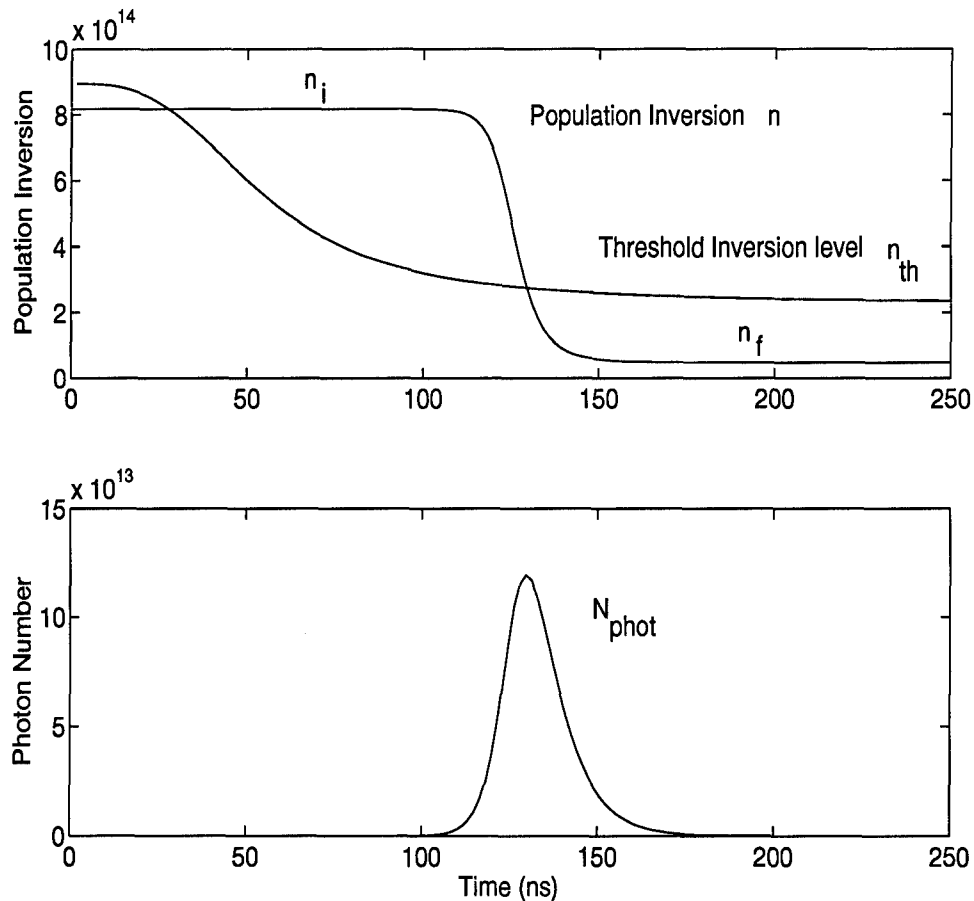 x 10^14
10
8
6
4
2
0
Population Inversion
n_i
Population Inversion n
Threshold Inversion level n_th
n_f
0 50 100 150 200 250
x 10^13
15
10
5
0
Photon Number
N_phot
0 50 100 150 200 250
Time (ns)